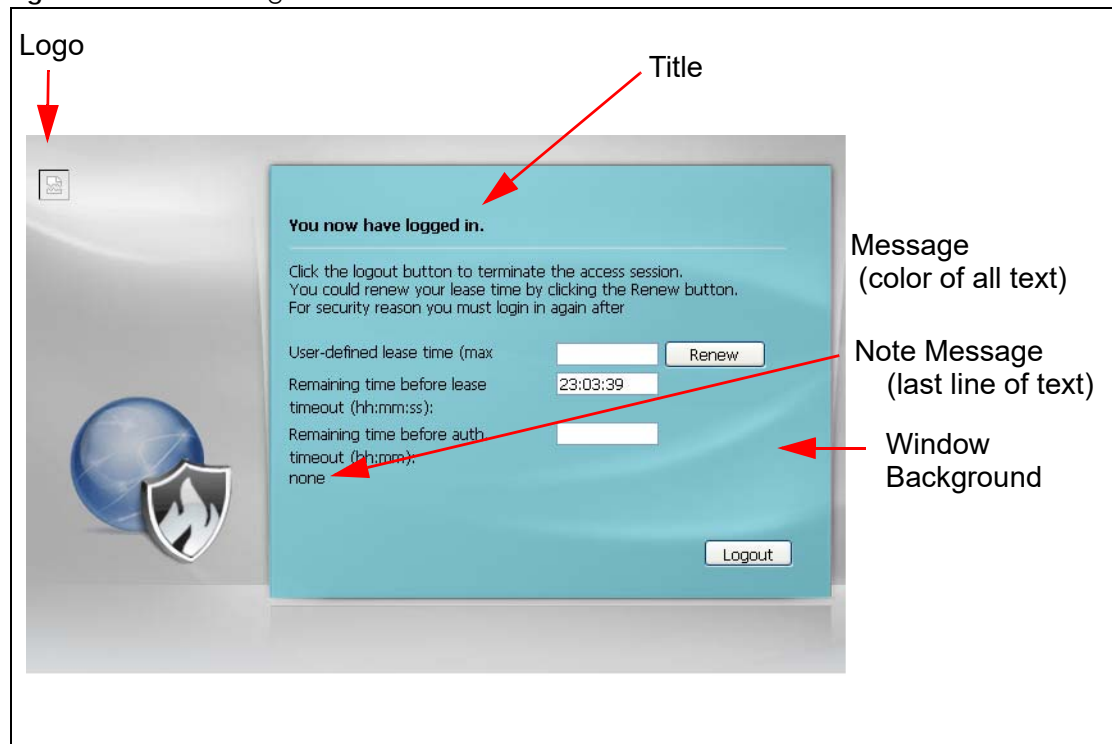 Logo
Title
You now have logged in.
Click the logout button to terminate the access session.
You could renew your lease time by clicking the Renew button.
For security reason you must login in again after
Message
(color of all text)
User-defined lease time (max
Renew
Note Message
(last line of text)
Remaining time before lease
timeout (hh:mm:ss):
23:03:39
Remaining time before auth.
timeout (hh:mm):
none
Window
Background
Logout